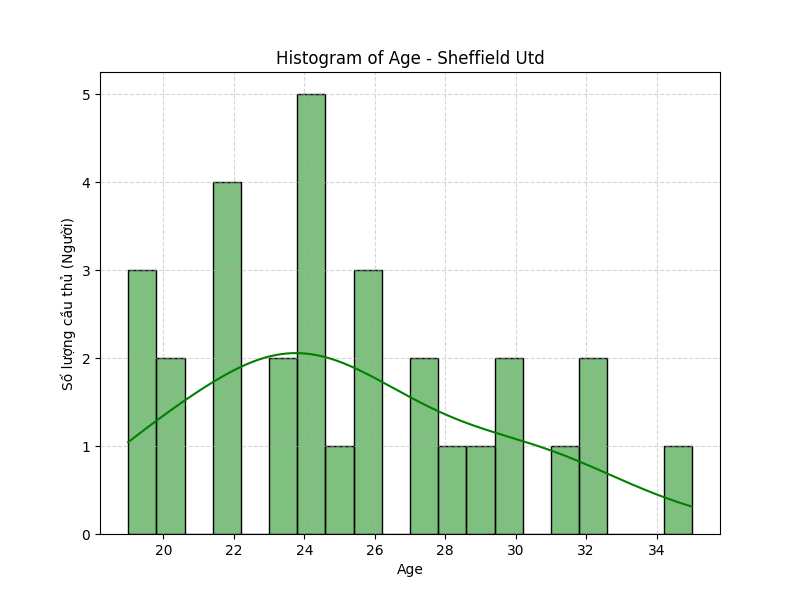 Histogram of Age - Sheffield Utd
Số lượng cầu thủ (Người)
5
4
3
2
1
0
20 22 24 26 28 30 32 34
Age